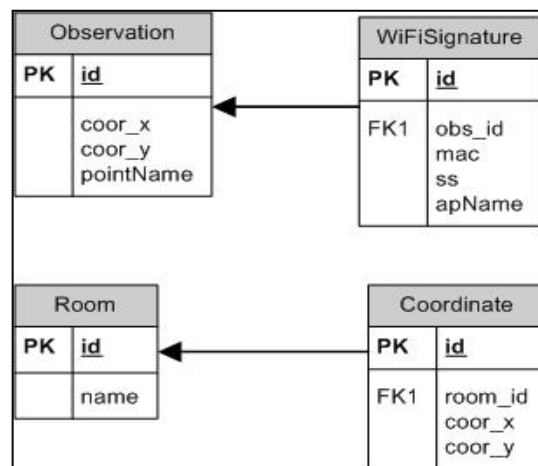 Observation
PK id
coor_x
coor_y
pointName
WiFiSignature
PK id
FK1 obs_id
mac
ss
apName
Room
PK id
name
Coordinate
PK id
FK1 room_id
coor_x
coor_y